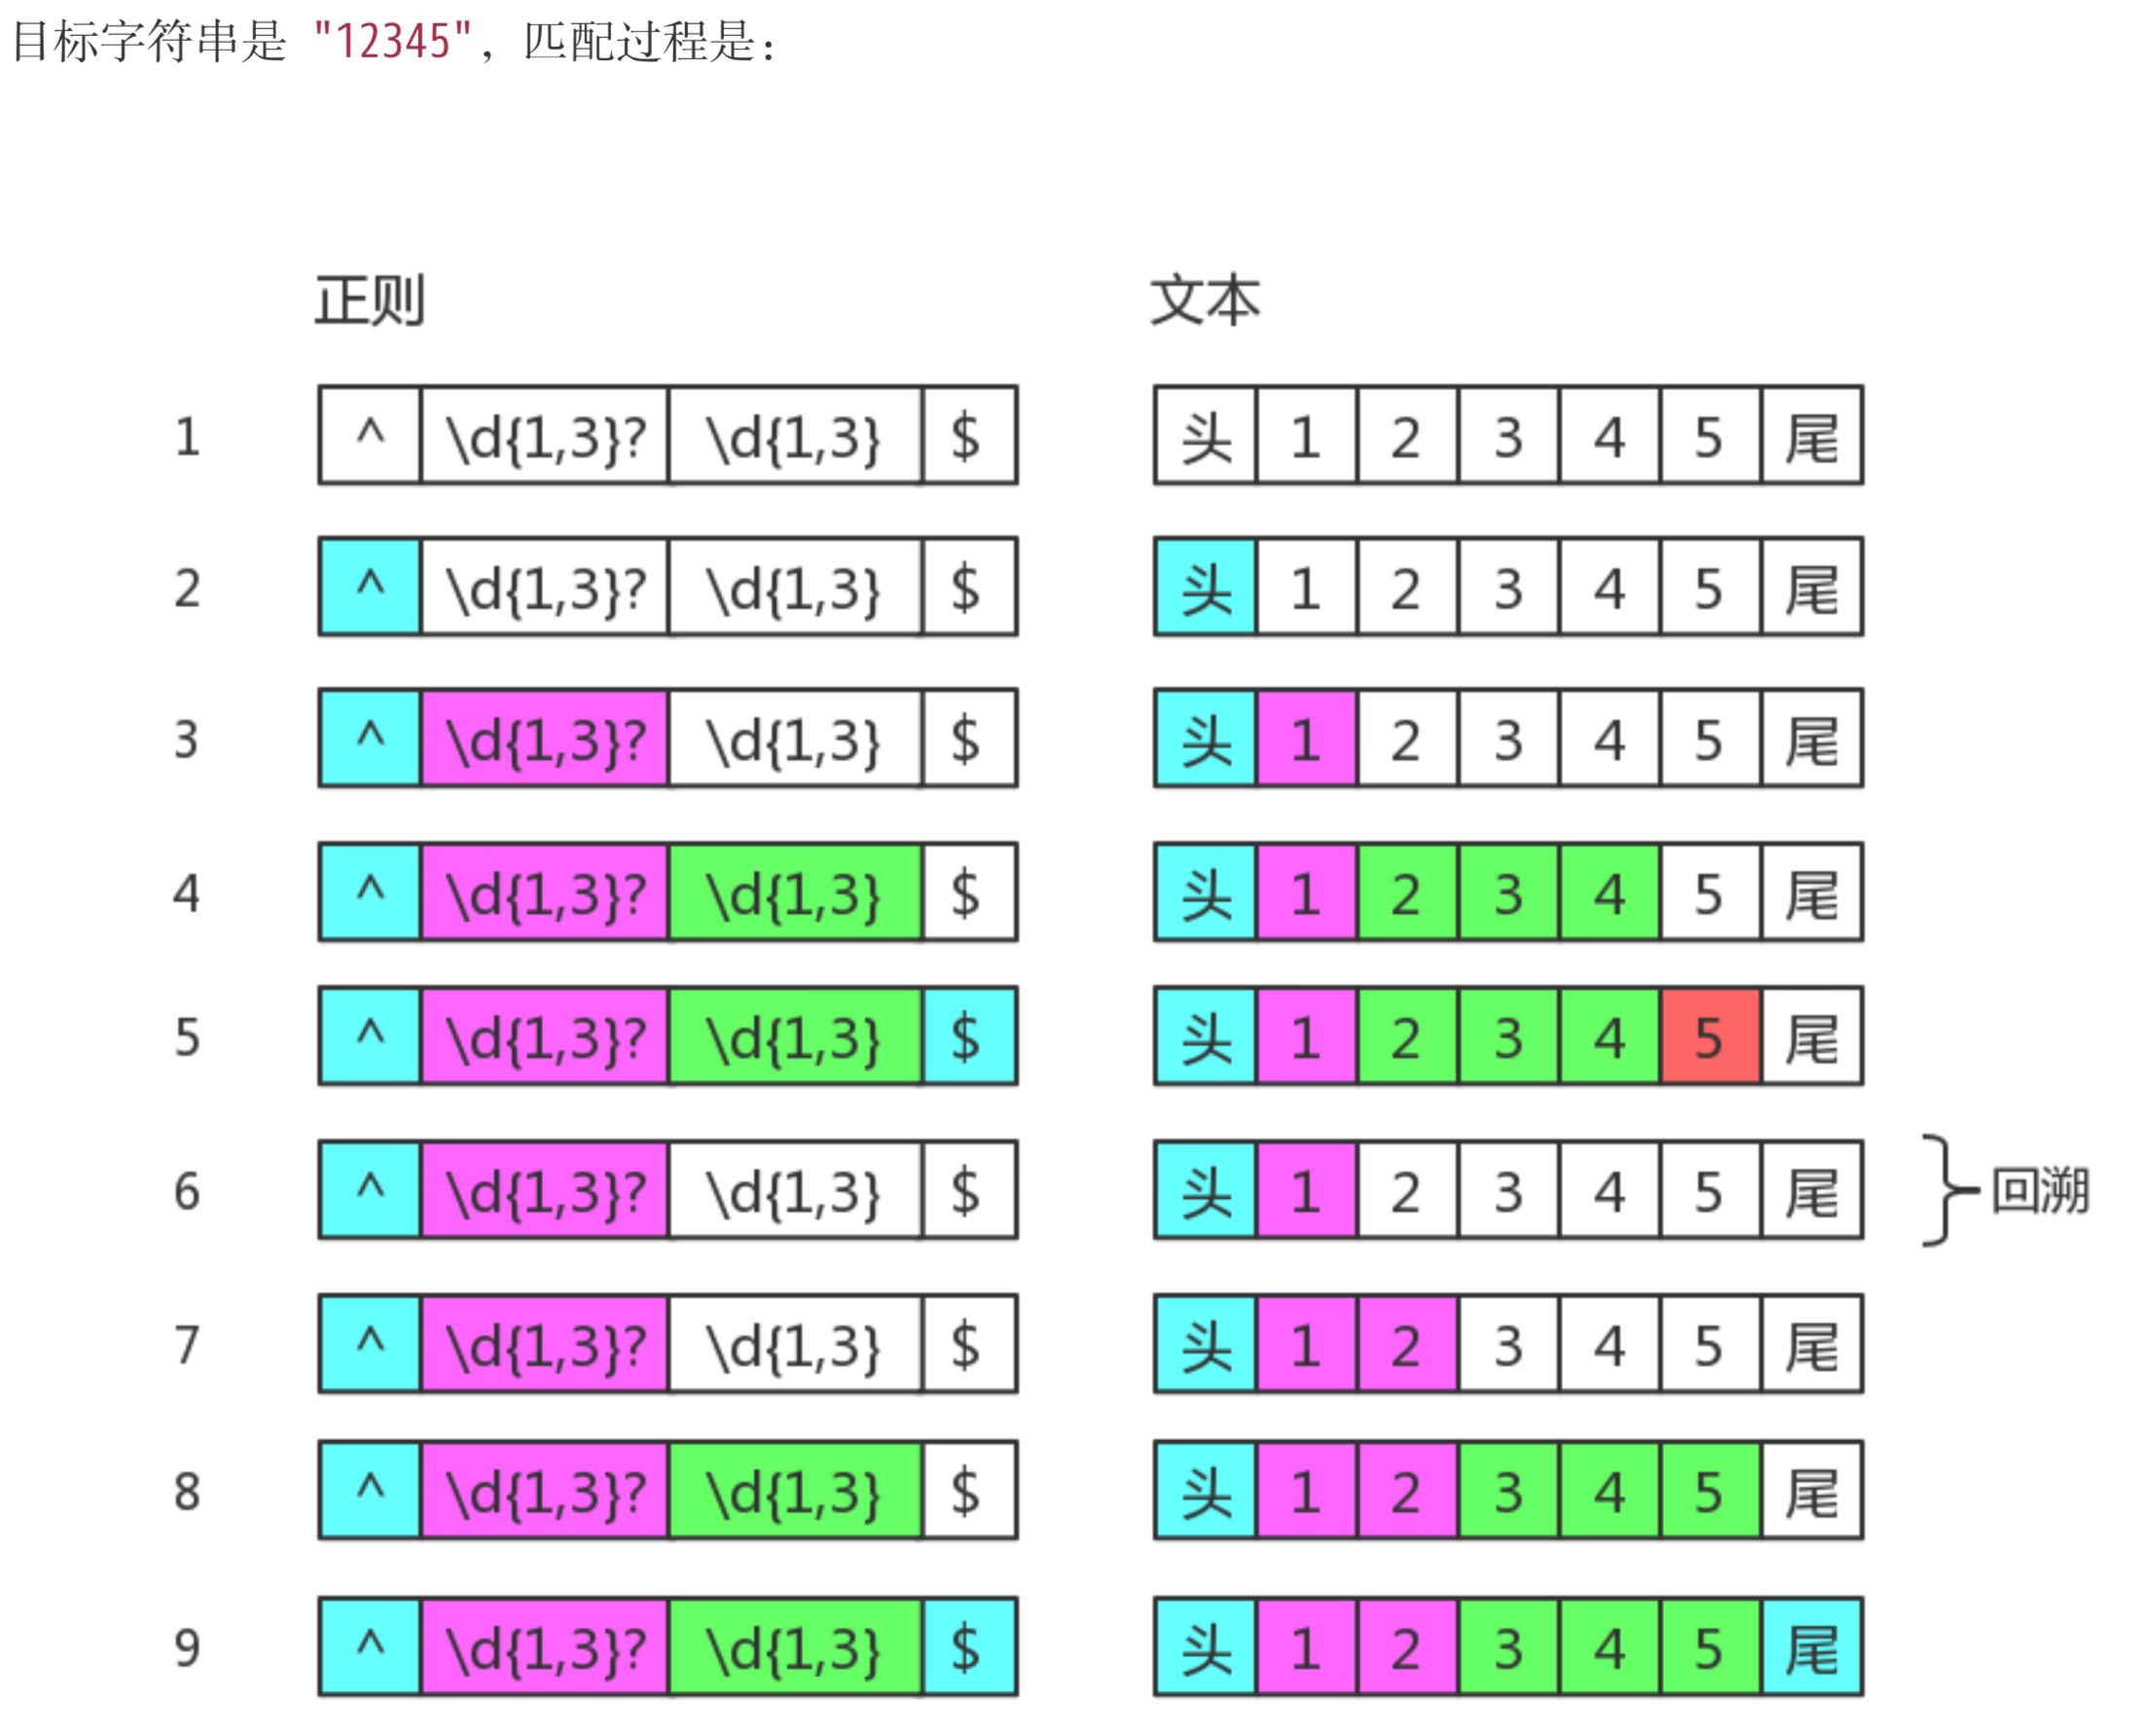 目标字符串是 "12345"，匹配过程是：
正则 文本
1 ^ \d{1,3}? \d{1,3} $ 头 1 2 3 4 5 尾
2 ^ \d{1,3}? \d{1,3} $ 头 1 2 3 4 5 尾
3 ^ \d{1,3}? \d{1,3} $ 头 1 2 3 4 5 尾
4 ^ \d{1,3}? \d{1,3} $ 头 1 2 3 4 5 尾
5 ^ \d{1,3}? \d{1,3} $ 头 1 2 3 4 5 尾
6 ^ \d{1,3}? \d{1,3} $ 头 1 2 3 4 5 尾 回溯
7 ^ \d{1,3}? \d{1,3} $ 头 1 2 3 4 5 尾
8 ^ \d{1,3}? \d{1,3} $ 头 1 2 3 4 5 尾
9 ^ \d{1,3}? \d{1,3} $ 头 1 2 3 4 5 尾